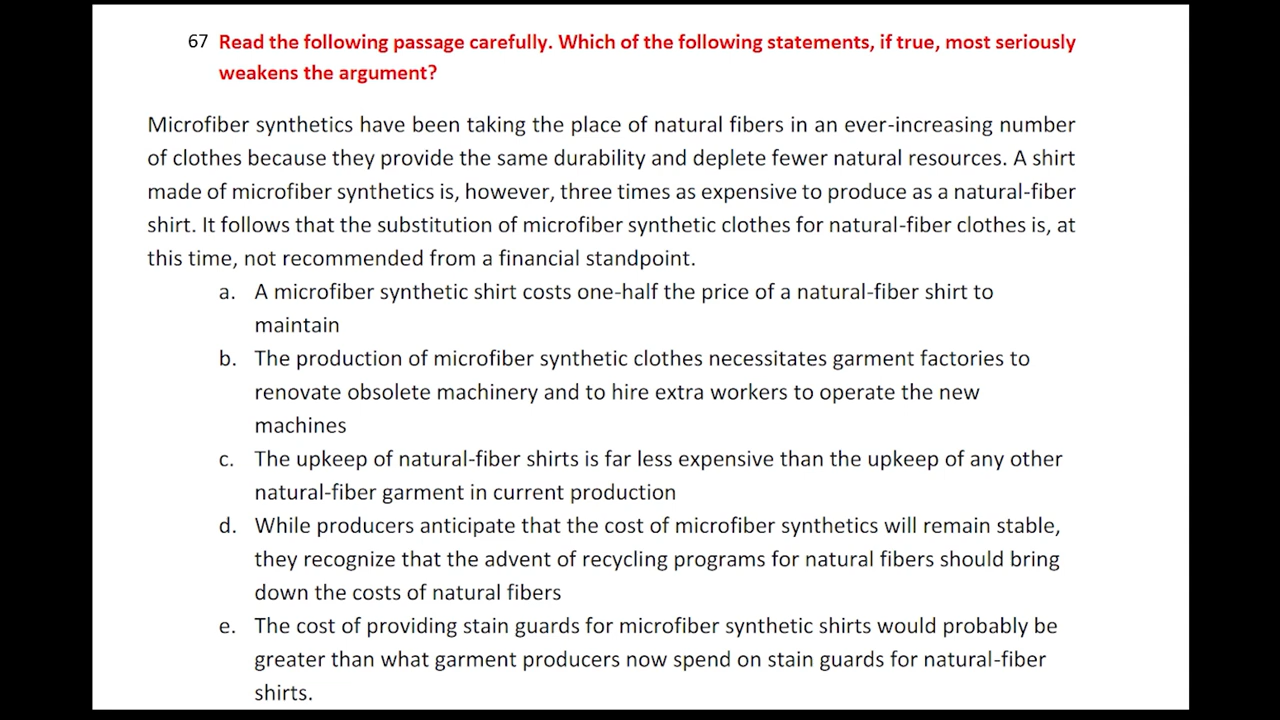 67 Read the following passage carefully. Which of the following statements, if true, most seriously
weakens the argument?
Microfiber synthetics have been taking the place of natural fibers in an ever-increasing number
of clothes because they provide the same durability and deplete fewer natural resources. A shirt
made of microfiber synthetics is, however, three times as expensive to produce as a natural-fiber
shirt. It follows that the substitution of microfiber synthetic clothes for natural-fiber clothes is, at
this time, not recommended from a financial standpoint.
a. A microfiber synthetic shirt costs one-half the price of a natural-fiber shirt to
maintain
b. The production of microfiber synthetic clothes necessitates garment factories to
renovate obsolete machinery and to hire extra workers to operate the new
machines
c. The upkeep of natural-fiber shirts is far less expensive than the upkeep of any other
natural-fiber garment in current production
d. While producers anticipate that the cost of microfiber synthetics will remain stable,
they recognize that the advent of recycling programs for natural fibers should bring
down the costs of natural fibers
e. The cost of providing stain guards for microfiber synthetic shirts would probably be
greater than what garment producers now spend on stain guards for natural-fiber
shirts.